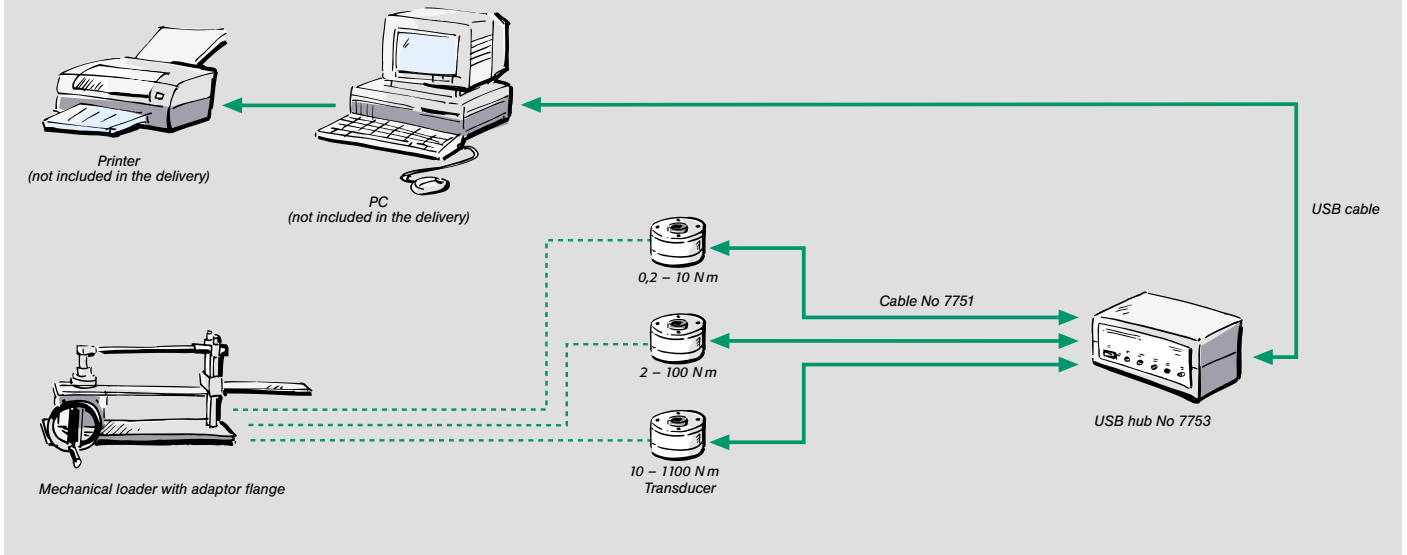 Printer
(not included in the delivery)
PC
(not included in the delivery)
USB cable
0,2 – 10 N m
Cable No 7751
2 – 100 N m
USB hub No 7753
10 – 1100 N m
Transducer
Mechanical loader with adaptor flange